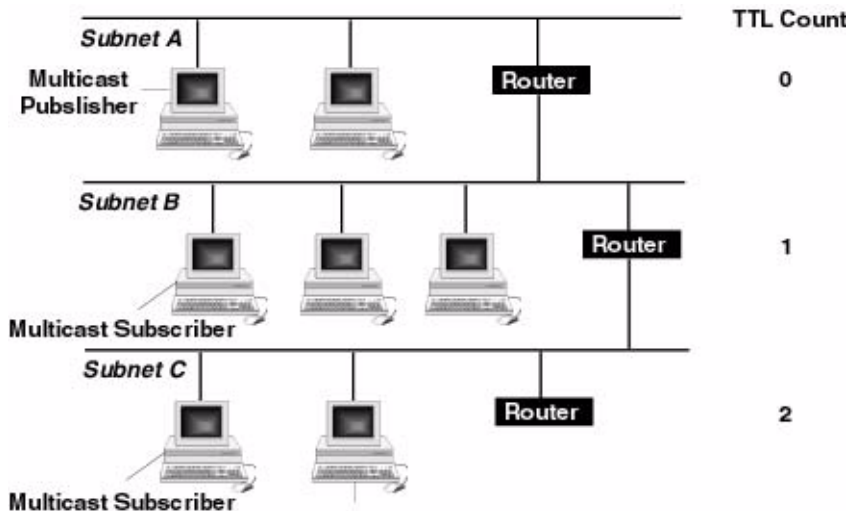 TTL Count
Subnet A
Multicast
Pubslisher
Router
0
Subnet B
Router
1
Multicast Subscriber
Subnet C
Router
2
Multicast Subscriber